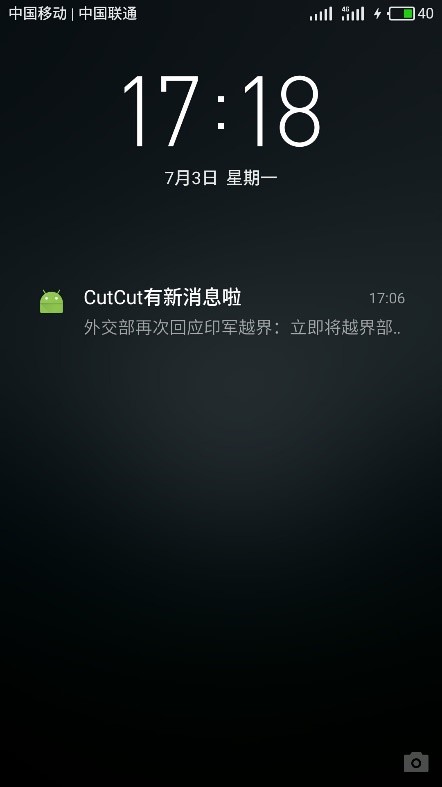 中国移动 | 中国联通
4G
40
17:18
7月3日 星期一
CutCut有新消息啦
17:06
外交部再次回应印军越界：立即将越界部..